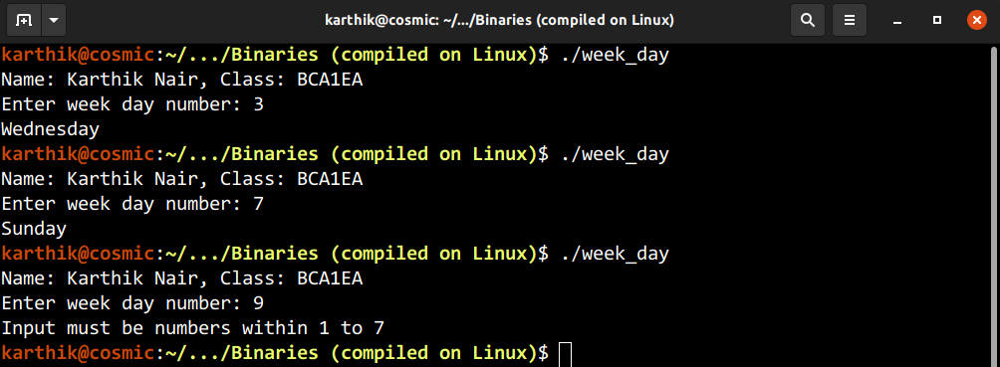 karthik@cosmic: ~/.../Binaries (compiled on Linux)
karthik@cosmic:~/.../Binaries (compiled on Linux)$ ./week_day
Name: Karthik Nair, Class: BCA1EA
Enter week day number: 3
Wednesday
karthik@cosmic:~/.../Binaries (compiled on Linux)$ ./week_day
Name: Karthik Nair, Class: BCA1EA
Enter week day number: 7
Sunday
karthik@cosmic:~/.../Binaries (compiled on Linux)$ ./week_day
Name: Karthik Nair, Class: BCA1EA
Enter week day number: 9
Input must be numbers within 1 to 7
karthik@cosmic:~/.../Binaries (compiled on Linux)$